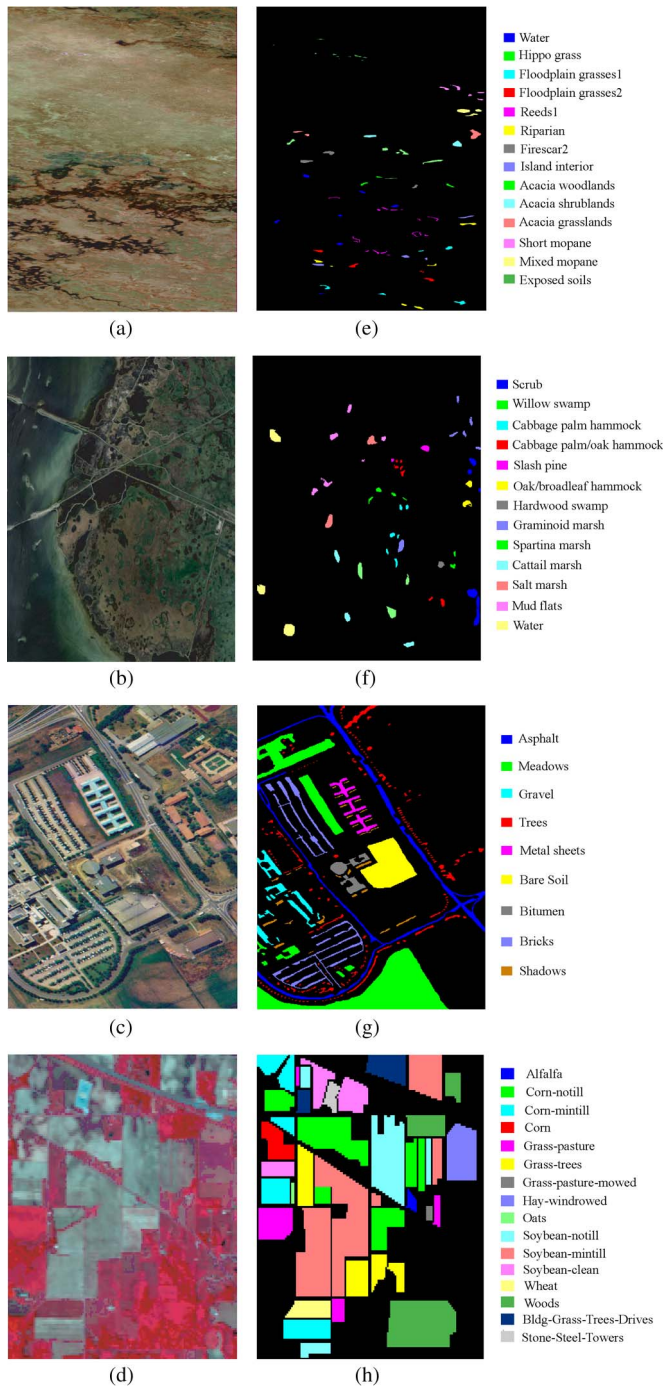 Water
Hippo grass
Floodplain grasses1
Floodplain grasses2
Reeds1
Riparian
Firescar2
Island interior
Acacia woodlands
Acacia shrublands
Acacia grasslands
Short mopane
Mixed mopane
Exposed soils
(a)
(e)
Scrub
Willow swamp
Cabbage palm hammock
Cabbage palm/oak hammock
Slash pine
Oak/broadleaf hammock
Hardwood swamp
Graminoid marsh
Spartina marsh
Cattail marsh
Salt marsh
Mud flats
Water
(b)
(f)
Asphalt
Meadows
Gravel
Trees
Metal sheets
Bare Soil
Bitumen
Bricks
Shadows
(c)
(g)
Alfalfa
Corn-notill
Corn-mintill
Corn
Grass-pasture
Grass-trees
Grass-pasture-mowed
Hay-windrowed
Oats
Soybean-notill
Soybean-mintill
Soybean-clean
Wheat
Woods
Bldg-Grass-Trees-Drives
Stone-Steel-Towers
(d)
(h)